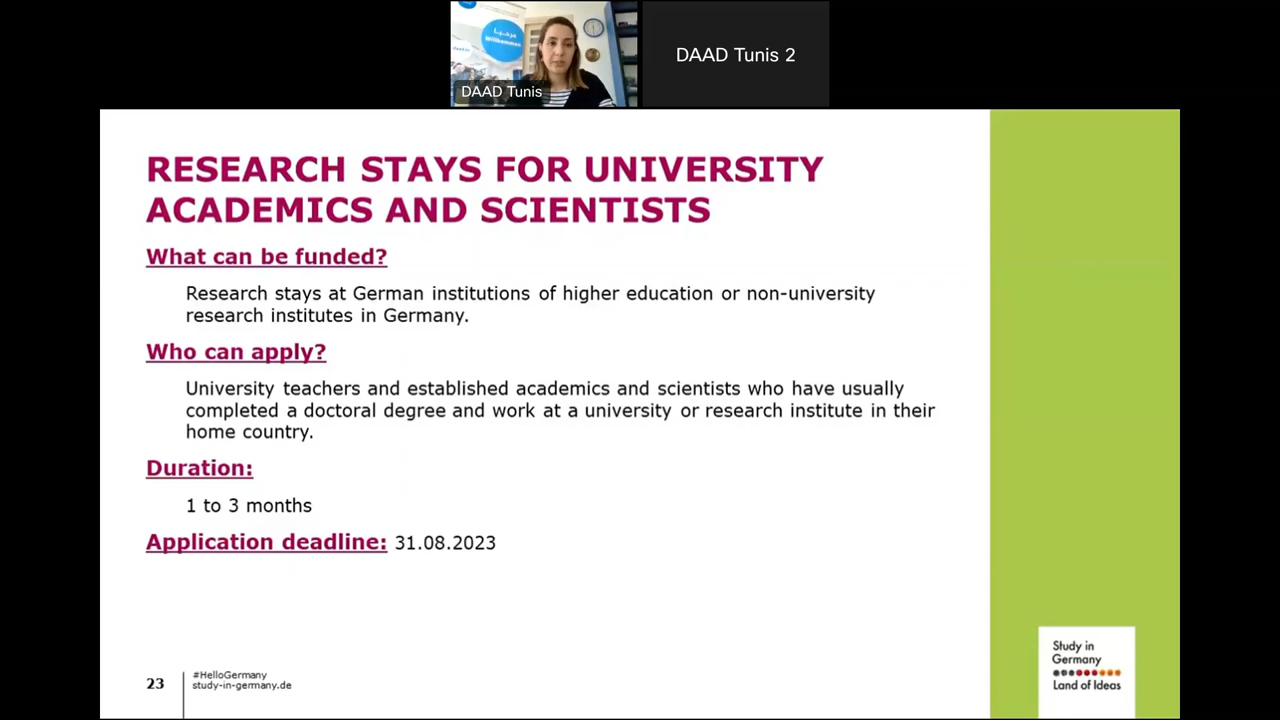 مرحبا
Willkommen
DAAD Tunis
DAAD Tunis 2
RESEARCH STAYS FOR UNIVERSITY
ACADEMICS AND SCIENTISTS
What can be funded?
Research stays at German institutions of higher education or non-university
research institutes in Germany.
Who can apply?
University teachers and established academics and scientists who have usually
completed a doctoral degree and work at a university or research institute in their
home country.
Duration:
1 to 3 months
Application deadline: 31.08.2023
23
#HelloGermany
study-in-germany.de
Study in
Germany
Land of Ideas